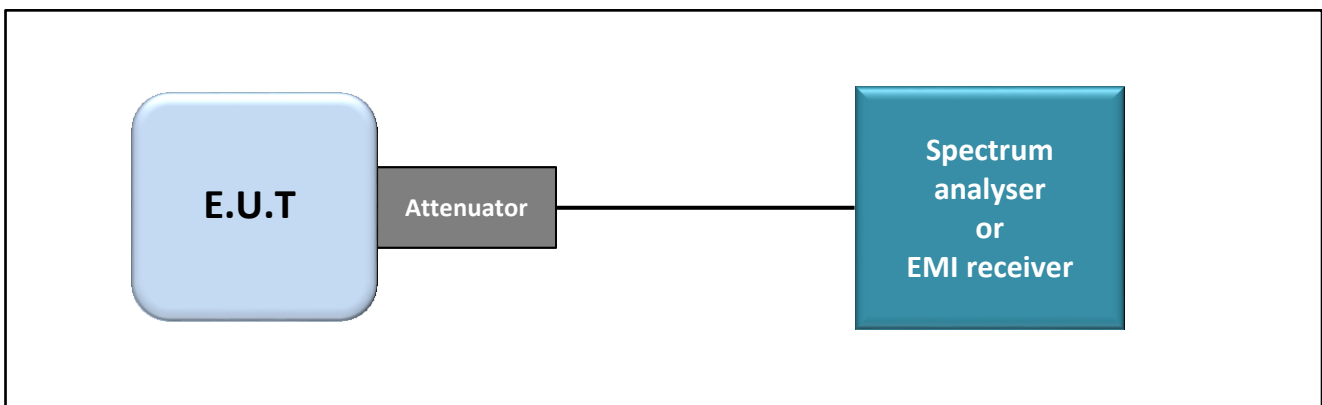 E.U.T
Attenuator
Spectrum
analyser
or
EMI receiver